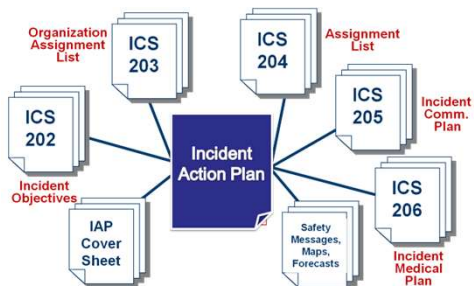 Organization
Assignment
List
ICS
203
ICS
204
Assignment
List
ICS
202
Incident
Objectives
Incident
Action Plan
ICS
205
Incident
Comm.
Plan
IAP
Cover
Sheet
Safety
Messages,
Maps,
Forecasts
ICS
206
Incident
Medical
Plan